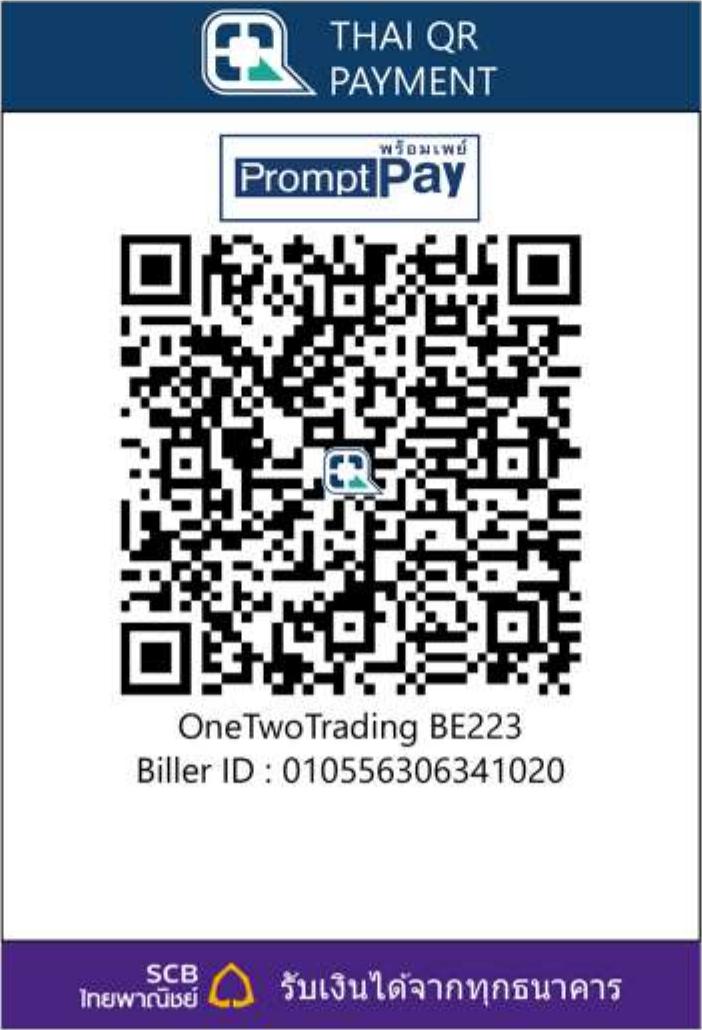 THAI QR
PAYMENT
พร้อมเพย์
PromptPay
OneTwoTrading BE223
Biller ID : 010556306341020
SCB
ไทยพาณิชย์
รับเงินได้จากทุกธนาคาร